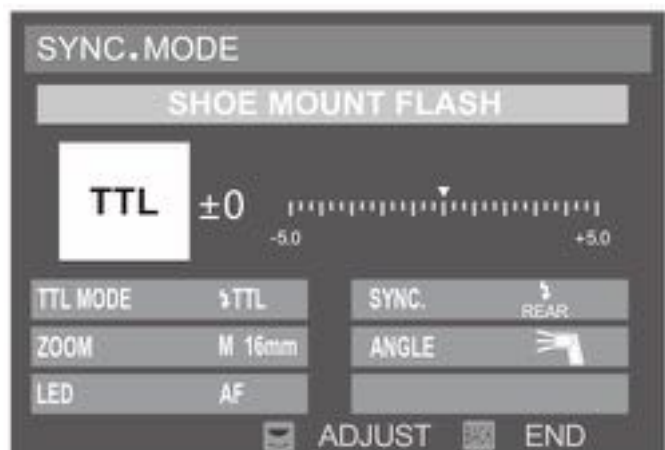 SYNC.MODE
SHOE MOUNT FLASH
TTL ±0
-5.0 +5.0
TTL MODE TTL SYNC. REAR
ZOOM M 16mm ANGLE
LED AF
ADJUST END